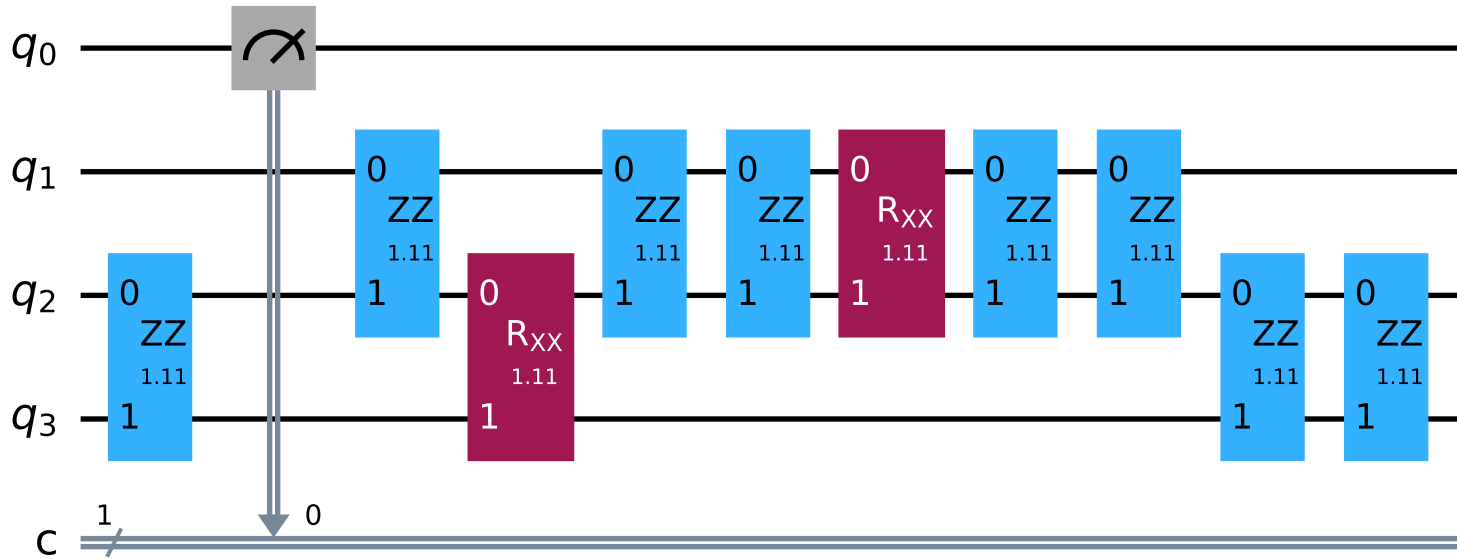 q0
q1 0 0 0 0 0 0
ZZ ZZ ZZ RXX ZZ ZZ
1.11 1.11 1.11 1.11 1.11 1.11
q2 0 1 0 1 1 1 1 1 0 0
ZZ RXX ZZ ZZ
1.11 1.11 1.11 1.11
q3 1 1 1 1
1 0
c